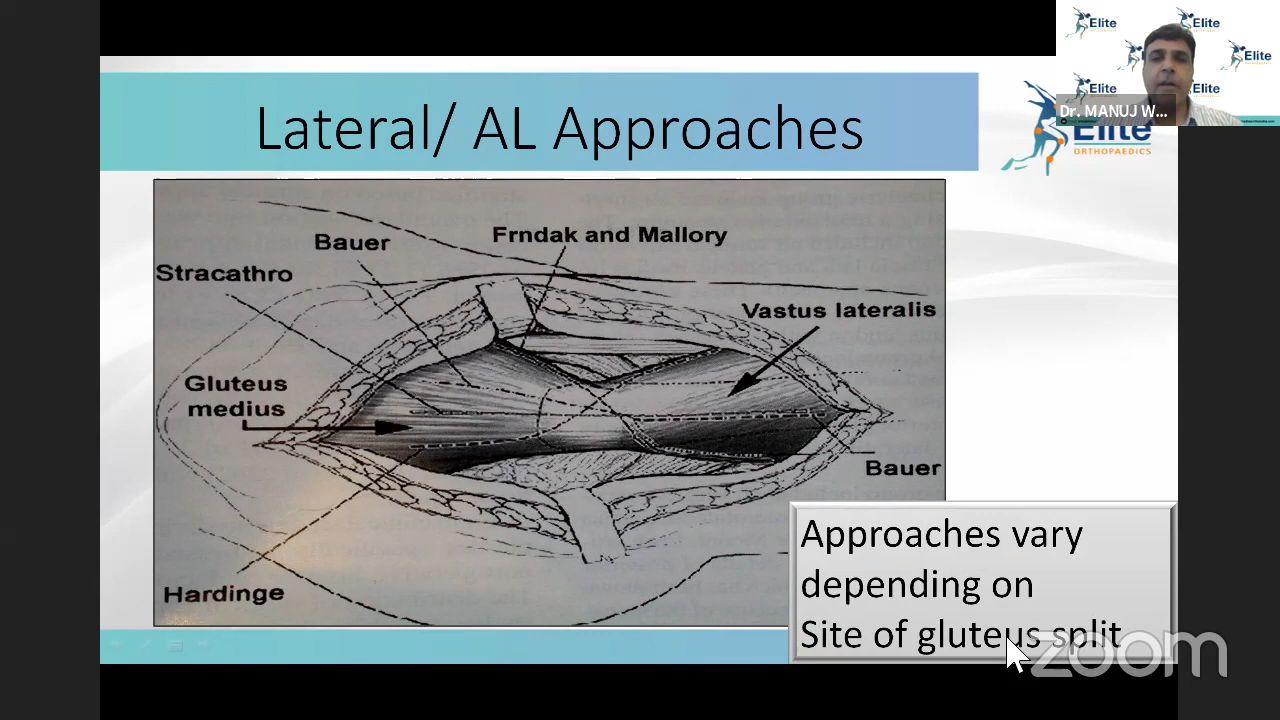 Elite
Elite
Elite
Elite
Elite
Dr. MANUJ W...
Lateral/ AL Approaches
Elite
ORTHOPAEDICS
Bauer
Frndak and Mallory
Stracathro
Vastus lateralis
Gluteus
medius
Bauer
Hardinge
Approaches vary
depending on
Site of gluteus split
zoom